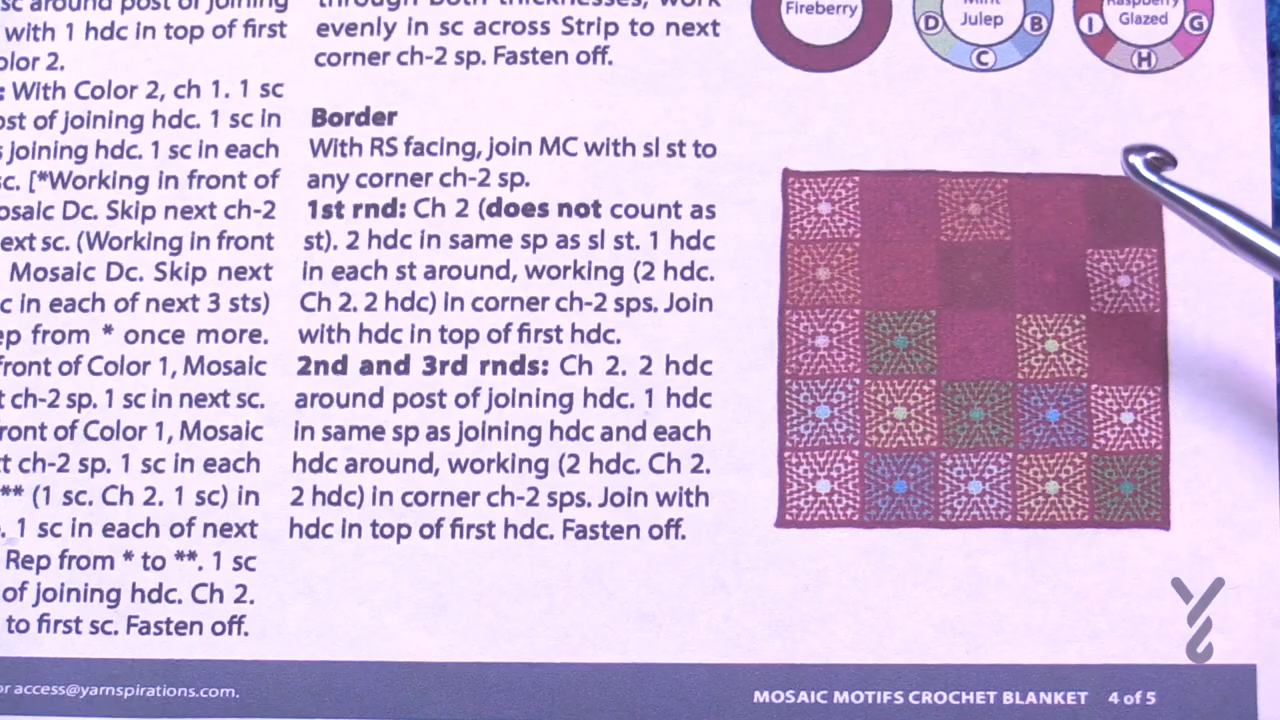 sc around post of joining
with 1 hdc in top of first
olor 2.
: With Color 2, ch 1. 1 sc
ost of joining hdc. 1 sc in
joining hdc. 1 sc in each
sc. [*Working in front of
osaic Dc. Skip next ch-2
ext sc. (Working in front
Mosaic Dc. Skip next
c in each of next 3 sts)
ep from * once more.
front of Color 1, Mosaic
t ch-2 sp. 1 sc in next sc.
ront of Color 1, Mosaic
t ch-2 sp. 1 sc in each
** (1 sc. Ch 2. 1 sc) in
. 1 sc in each of next
Rep from * to **. 1 sc
of joining hdc. Ch 2.
to first sc. Fasten off.
through both thicknesses, work
evenly in sc across Strip to next
corner ch-2 sp. Fasten off.
Border
With RS facing, join MC with sl st to
any corner ch-2 sp.
1st rnd: Ch 2 (does not count as
st). 2 hdc in same sp as sl st. 1 hdc
in each st around, working (2 hdc.
Ch 2. 2 hdc) in corner ch-2 sps. Join
with hdc in top of first hdc.
2nd and 3rd rnds: Ch 2. 2 hdc
around post of joining hdc. 1 hdc
in same sp as joining hdc and each
hdc around, working (2 hdc. Ch 2.
2 hdc) in corner ch-2 sps. Join with
hdc in top of first hdc. Fasten off.
Fireberry
Mint
Julep
D
B
C
Raspberry
Glazed
I
G
H
or access@yarnspirations.com.
MOSAIC MOTIFS CROCHET BLANKET 4 of 5